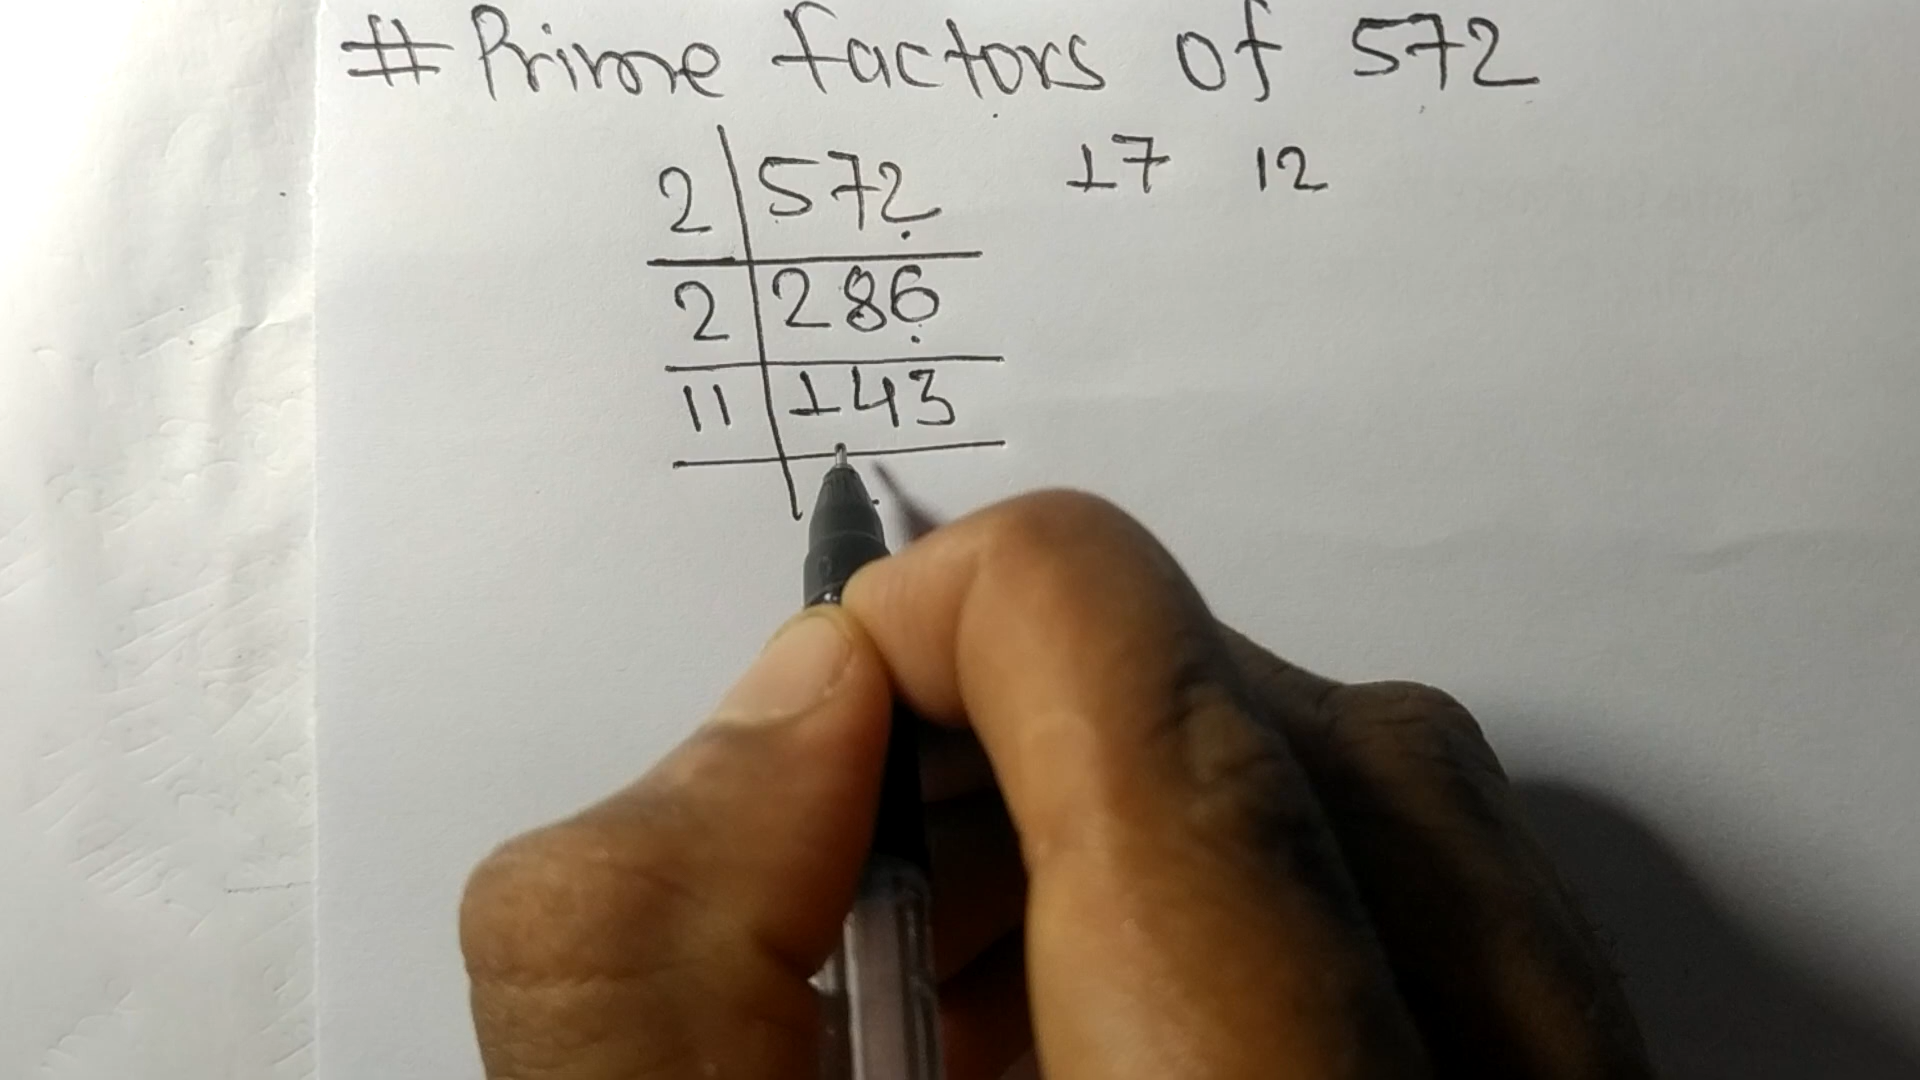 # Prime factors of 572
2 | 572 17 12
2 | 286
11 | 143